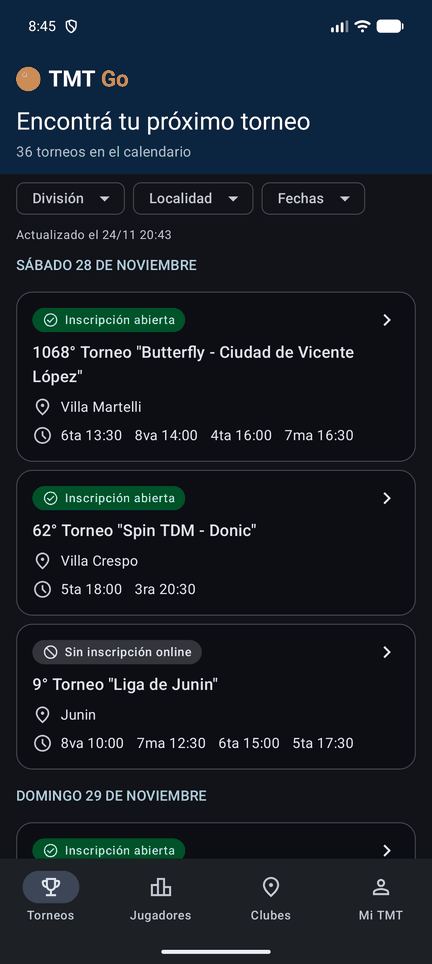 8:45
TMT Go
Encontrá tu próximo torneo
36 torneos en el calendario
División
Localidad
Fechas
Actualizado el 24/11 20:43
SÁBADO 28 DE NOVIEMBRE
Inscripción abierta
1068° Torneo "Butterfly - Ciudad de Vicente
López"
Villa Martelli
6ta 13:30 8va 14:00 4ta 16:00 7ma 16:30
Inscripción abierta
62° Torneo "Spin TDM - Donic"
Villa Crespo
5ta 18:00 3ra 20:30
Sin inscripción online
9° Torneo "Liga de Junin"
Junin
8va 10:00 7ma 12:30 6ta 15:00 5ta 17:30
DOMINGO 29 DE NOVIEMBRE
Inscripción abierta
Torneos
Jugadores
Clubes
Mi TMT